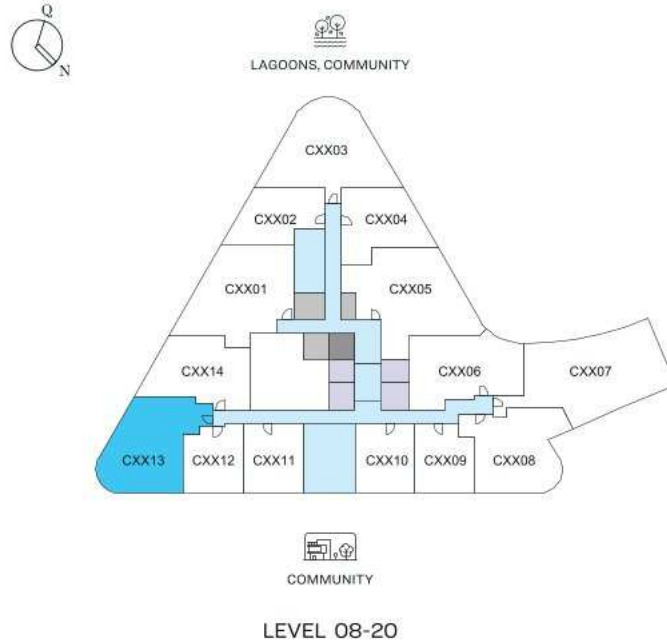 Q
N
LAGOONS, COMMUNITY
CXX03
CXX02
CXX04
CXX01
CXX05
CXX14
CXX06
CXX07
CXX13
CXX12
CXX11
CXX10
CXX09
CXX08
COMMUNITY
LEVEL 08-20